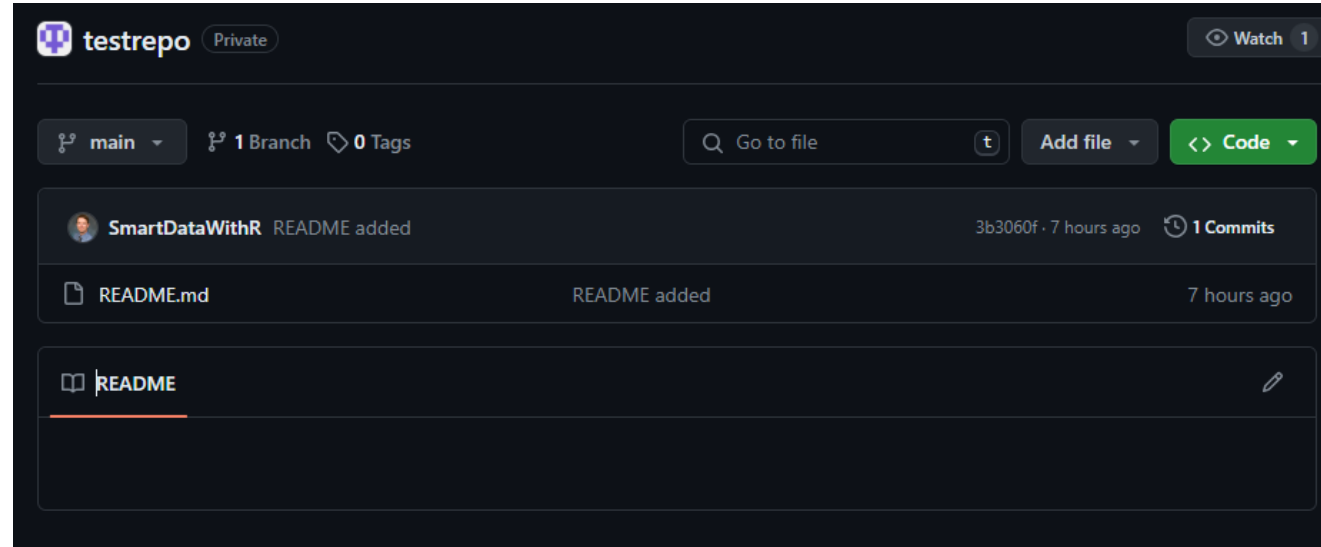 testrepo Private Watch 1
main 1 Branch 0 Tags Go to file t Add file <> Code
SmartDataWithR README added 3b3060f · 7 hours ago 1 Commits
README.md README added 7 hours ago
README